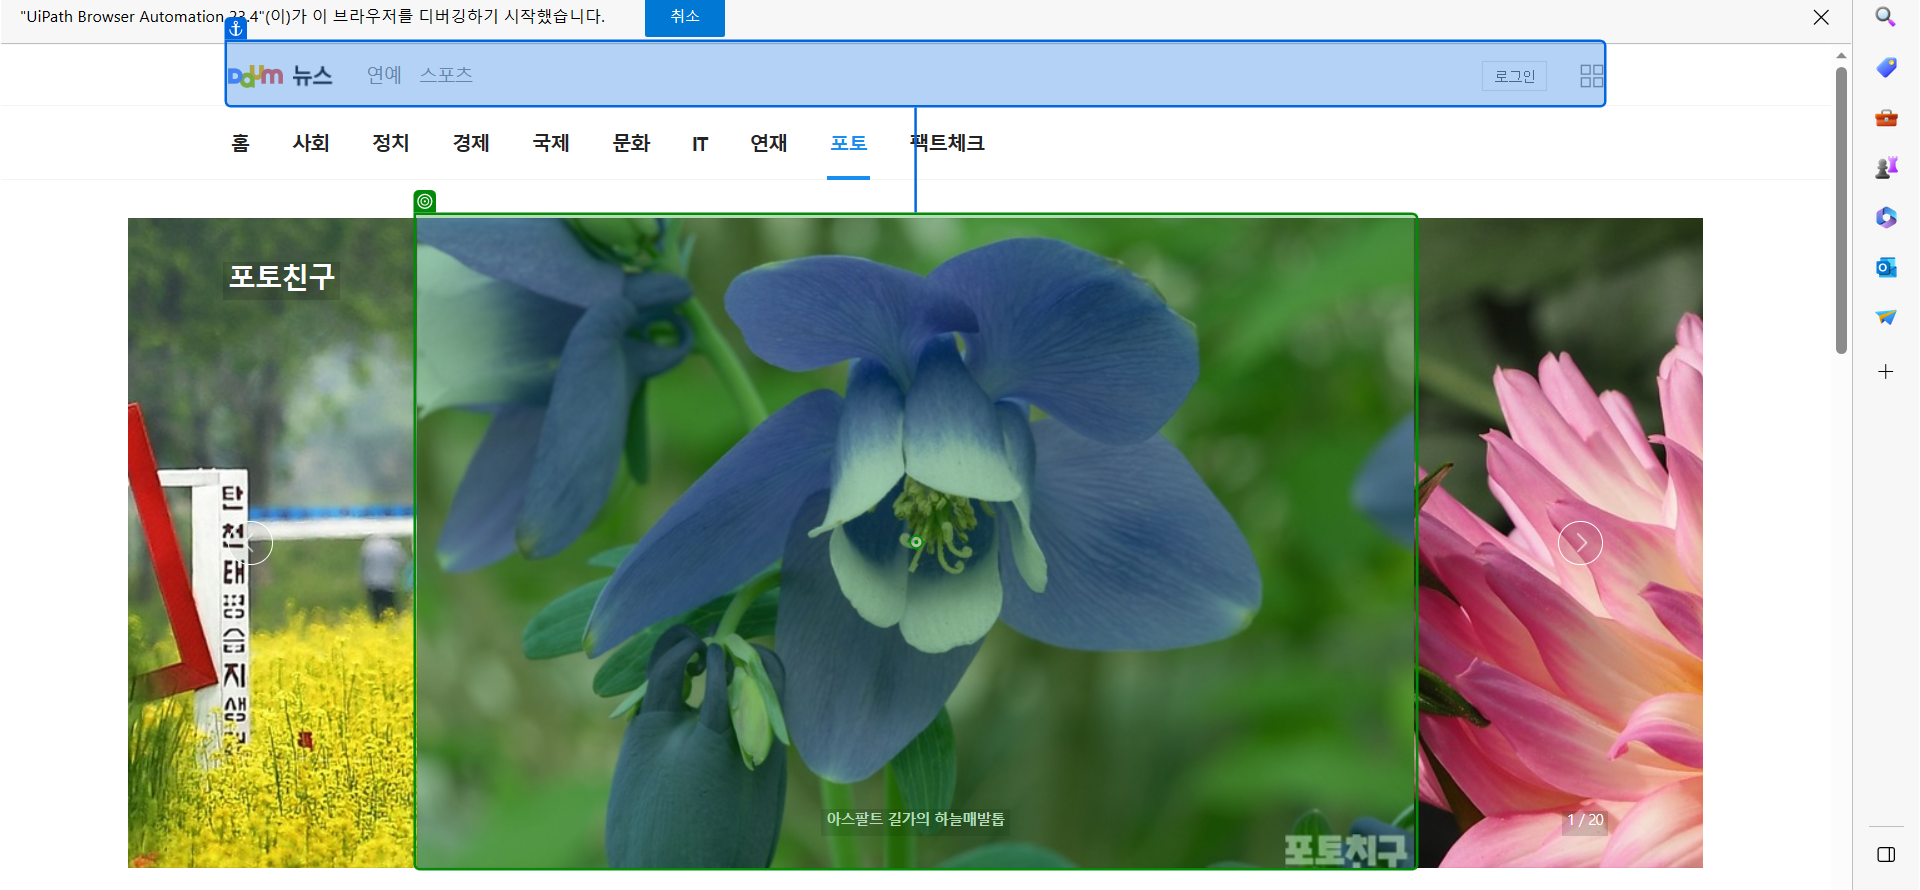 "UiPath Browser Automation 23.4"(이)가 이 브라우저를 디버깅하기 시작했습니다.
취소
Daum 뉴스 연예 스포츠
로그인
홈 사회 정치 경제 국제 문화 IT 연재 포토 팩트체크
포토친구
탄천태평습지생
아스팔트 길가의 하늘매발톱
1 / 20
포토친구